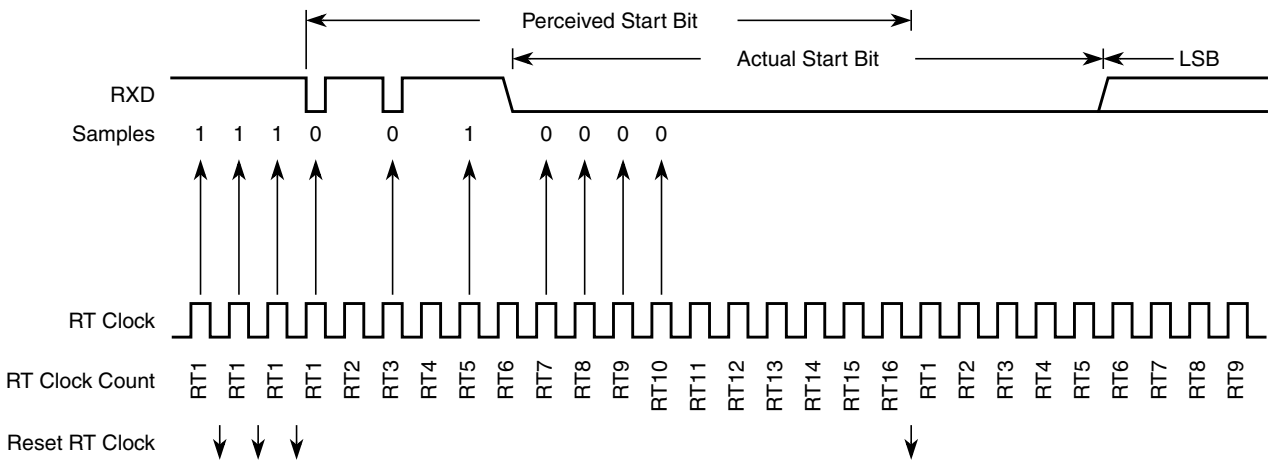 Perceived Start Bit
Actual Start Bit
LSB
RXD
Samples 1 1 1 0 0 1 0 0 0 0
RT Clock
RT Clock Count RT1 RT1 RT1 RT1 RT2 RT3 RT4 RT5 RT6 RT7 RT8 RT9 RT10 RT11 RT12 RT13 RT14 RT15 RT16 RT1 RT2 RT3 RT4 RT5 RT6 RT7 RT8 RT9
Reset RT Clock